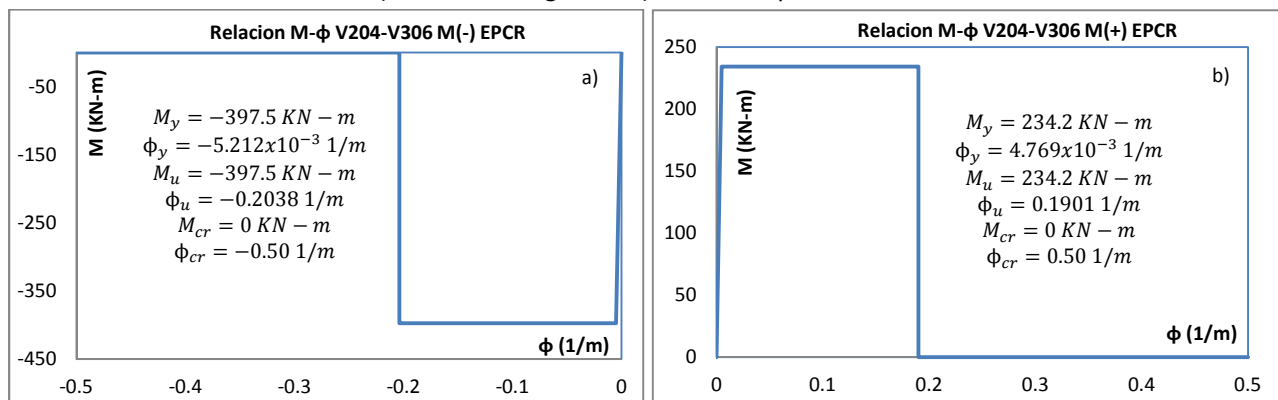 Relacion M-ϕ V204-V306 M(-) EPCR
a)
M (KN-m)
-50
-150
-250
-350
-450
M_y = −397.5 KN − m
ϕ_y = −5.212x10^−3 1/m
M_u = −397.5 KN − m
ϕ_u = −0.2038 1/m
M_cr = 0 KN − m
ϕ_cr = −0.50 1/m
ϕ (1/m)
-0.5 -0.4 -0.3 -0.2 -0.1 0
Relacion M-ϕ V204-V306 M(+) EPCR
b)
M (KN-m)
250
200
150
100
50
0
M_y = 234.2 KN − m
ϕ_y = 4.769x10^−3 1/m
M_u = 234.2 KN − m
ϕ_u = 0.1901 1/m
M_cr = 0 KN − m
ϕ_cr = 0.50 1/m
ϕ (1/m)
0 0.1 0.2 0.3 0.4 0.5